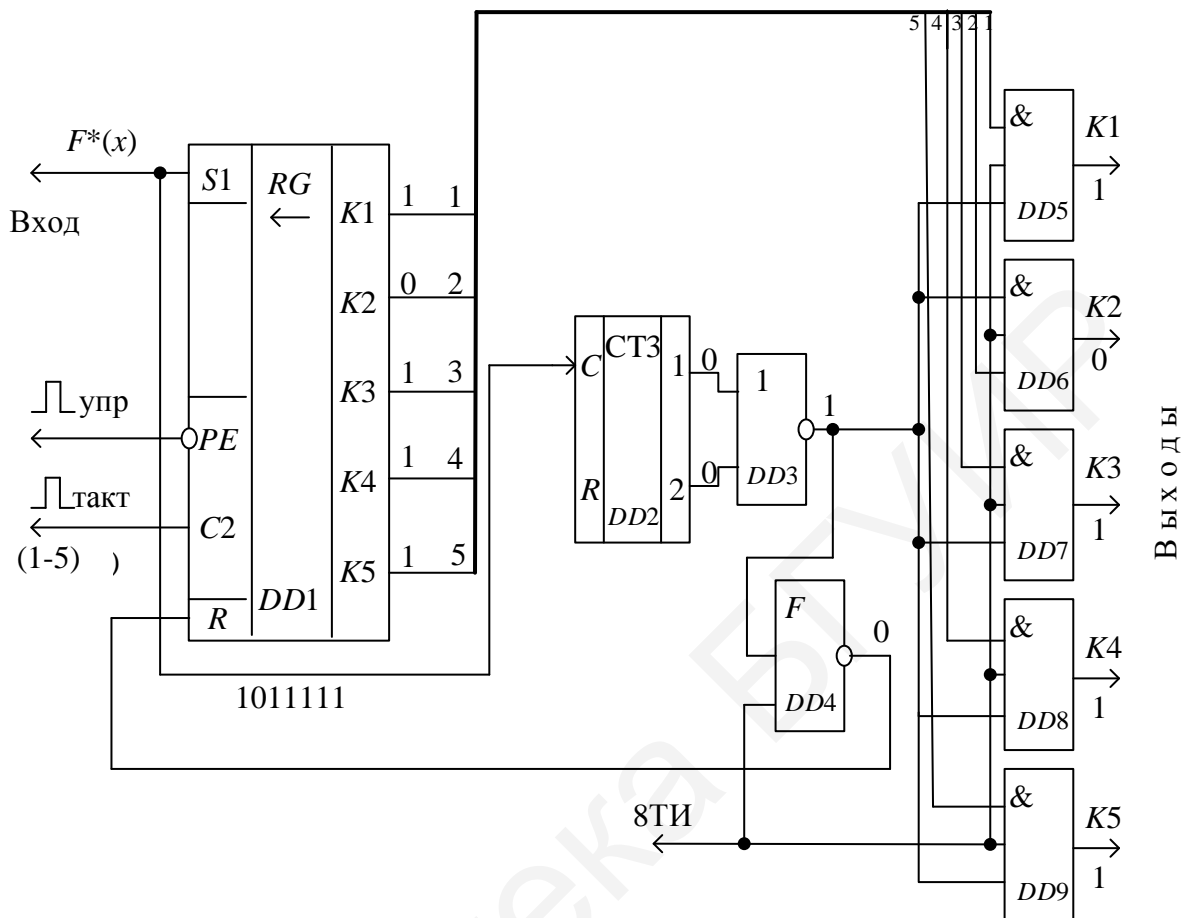 5 4 3 2 1
F*(x)
Вход
S1
RG
K1
1
1
K2
0
2
K3
1
3
K4
1
4
K5
1
5
упр
PE
такт
(1-5) )
C2
R
DD1
1011111
C
СТ3
1
0
R
DD2
2
0
1
DD3
1
F
DD4
0
8ТИ
&
DD5
K1
1
&
DD6
K2
0
&
DD7
K3
1
&
DD8
K4
1
&
DD9
K5
1
Выходы
ека БГУИР